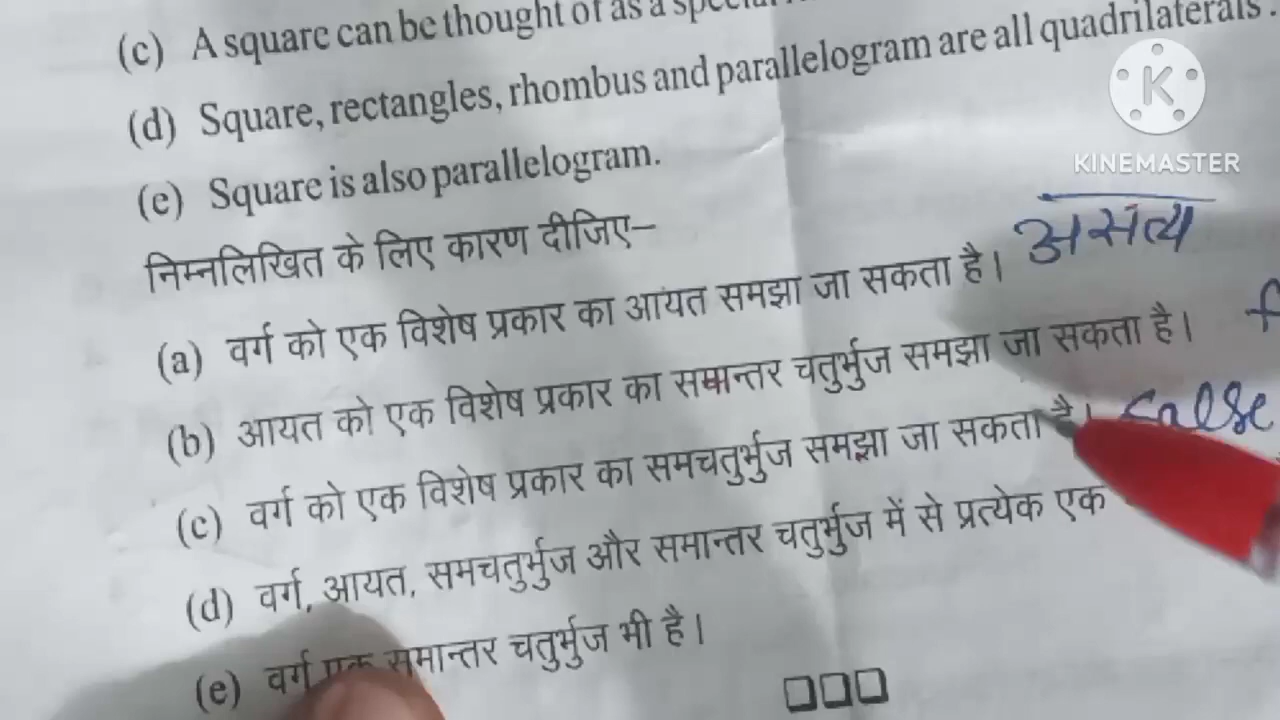 (c) A square can be thought of as a
(d) Square, rectangles, rhombus and parallelogram are all quadrilaterals.
(e) Square is also parallelogram.
निम्नलिखित के लिए कारण दीजिए–
(a) वर्ग को एक विशेष प्रकार का आयत समझा जा सकता है। असत्य
(b) आयत को एक विशेष प्रकार का समान्तर चतुर्भुज समझा जा सकता है।
(c) वर्ग को एक विशेष प्रकार का समचतुर्भुज समझा जा सकता है। False
(d) वर्ग, आयत, समचतुर्भुज और समान्तर चतुर्भुज में से प्रत्येक एक
(e) वर्ग एक समान्तर चतुर्भुज भी है।
K
KINEMASTER